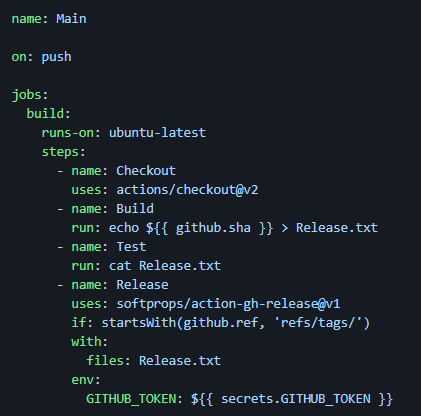 name: Main

on: push

jobs:
  build:
    runs-on: ubuntu-latest
    steps:
      - name: Checkout
        uses: actions/checkout@v2
      - name: Build
        run: echo ${{ github.sha }} > Release.txt
      - name: Test
        run: cat Release.txt
      - name: Release
        uses: softprops/action-gh-release@v1
        if: startsWith(github.ref, 'refs/tags/')
        with:
          files: Release.txt
        env:
          GITHUB_TOKEN: ${{ secrets.GITHUB_TOKEN }}